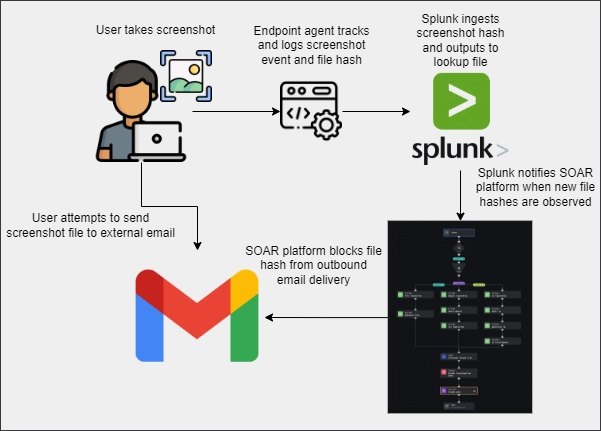 User takes screenshot
Endpoint agent tracks
and logs screenshot
event and file hash
Splunk ingests
screenshot hash
and outputs to
lookup file
splunk>
Splunk notifies SOAR
platform when new file
hashes are observed
User attempts to send
screenshot file to external email
SOAR platform blocks file
hash from outbound
email delivery